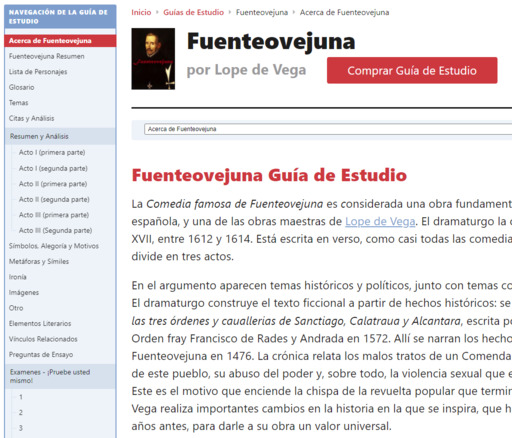 NAVEGACIÓN DE LA GUÍA DE
ESTUDIO
Acerca de Fuenteovejuna
Fuenteovejuna Resumen
Lista de Personajes
Glosario
Temas
Citas y Análisis
Resumen y Análisis
Acto I (primera parte)
Acto I (segunda parte)
Acto II (primera parte)
Acto II (segunda parte)
Acto III (primera parte)
Acto III (Segunda parte)
Símbolos, Alegoría y Motivos
Metáforas y Símiles
Ironía
Imágenes
Otro
Elementos Literarios
Vínculos Relacionados
Preguntas de Ensayo
Examenes - ¡Pruebe usted
mismo!
1
2
3
Inicio › Guías de Estudio › Fuenteovejuna › Acerca de Fuenteovejuna
Fuenteovejuna
por Lope de Vega
Comprar Guía de Estudio
Acerca de Fuenteovejuna
Fuenteovejuna Guía de Estudio
La Comedia famosa de Fuenteovejuna es considerada una obra fundament
española, y una de las obras maestras de Lope de Vega. El dramaturgo la c
XVII, entre 1612 y 1614. Está escrita en verso, como casi todas las comedia
divide en tres actos.
En el argumento aparecen temas históricos y políticos, junto con temas co
El dramaturgo construye el texto ficcional a partir de hechos históricos: se
las tres órdenes y cauallerias de Sanctiago, Calatraua y Alcantara, escrita po
Orden fray Francisco de Rades y Andrada en 1572. Allí se narran los hecho
Fuenteovejuna en 1476. La crónica relata los malos tratos de un Comenda
de este pueblo, su abuso del poder y, sobre todo, la violencia sexual que e
Este es el motivo que enciende la chispa de la revuelta popular que termin
Vega realiza importantes cambios en la historia en la que se inspira, que h
años antes, para darle a su obra un valor universal.